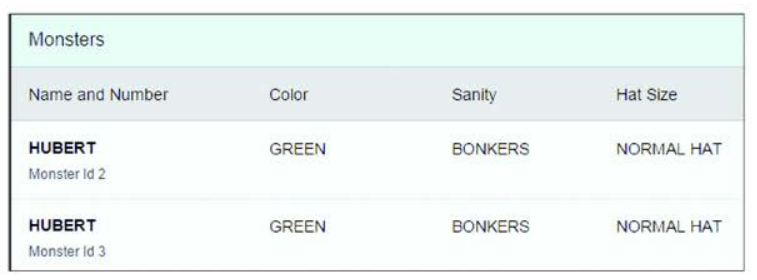 Monsters
Name and Number Color Sanity Hat Size
HUBERT GREEN BONKERS NORMAL HAT
Monster Id 2
HUBERT GREEN BONKERS NORMAL HAT
Monster Id 3